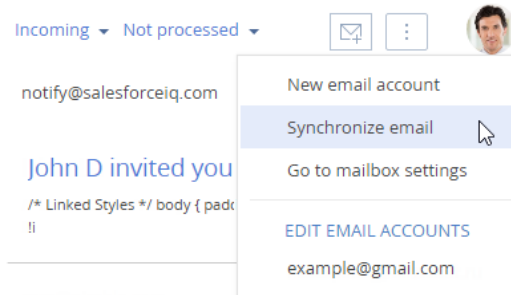 Incoming Not processed
New email account
notify@salesforceiq.com
Synchronize email
John D invited you
Go to mailbox settings
/* Linked Styles */ body {
!i
EDIT EMAIL ACCOUNTS
example@gmail.com